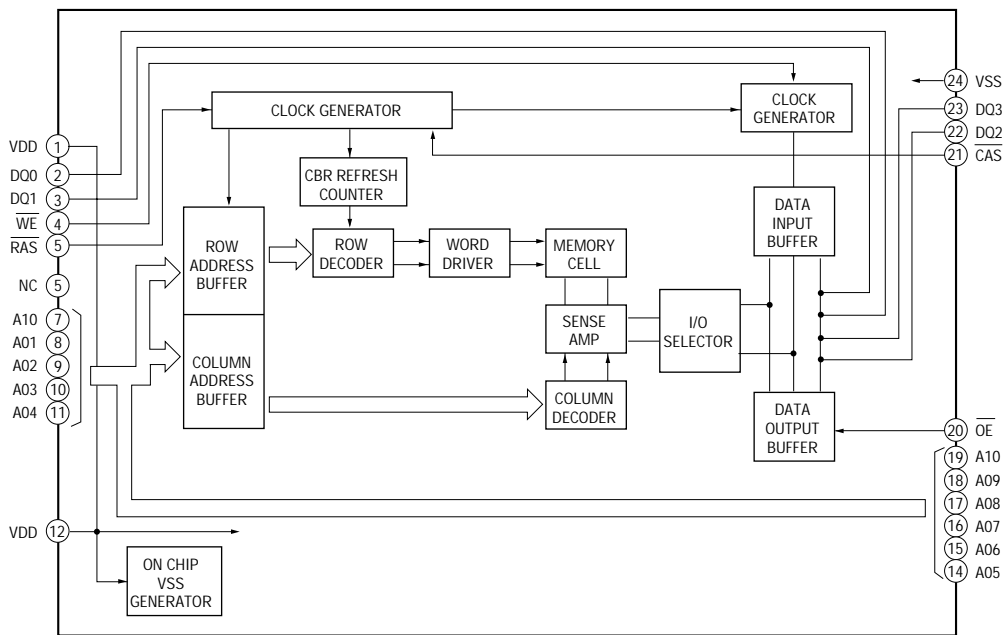 VDD 1
DQ0 2
DQ1 3
WE 4
RAS 5
NC 5
A10 7
A01 8
A02 9
A03 10
A04 11
VDD 12
CLOCK GENERATOR
CBR REFRESH
COUNTER
ROW
ADDRESS
BUFFER
COLUMN
ADDRESS
BUFFER
ROW
DECODER
WORD
DRIVER
MEMORY
CELL
SENSE
AMP
COLUMN
DECODER
I/O
SELECTOR
CLOCK
GENERATOR
DATA
INPUT
BUFFER
DATA
OUTPUT
BUFFER
ON CHIP
VSS
GENERATOR
24 VSS
23 DQ3
22 DQ2
21 CAS
20 OE
19 A10
18 A09
17 A08
16 A07
15 A06
14 A05